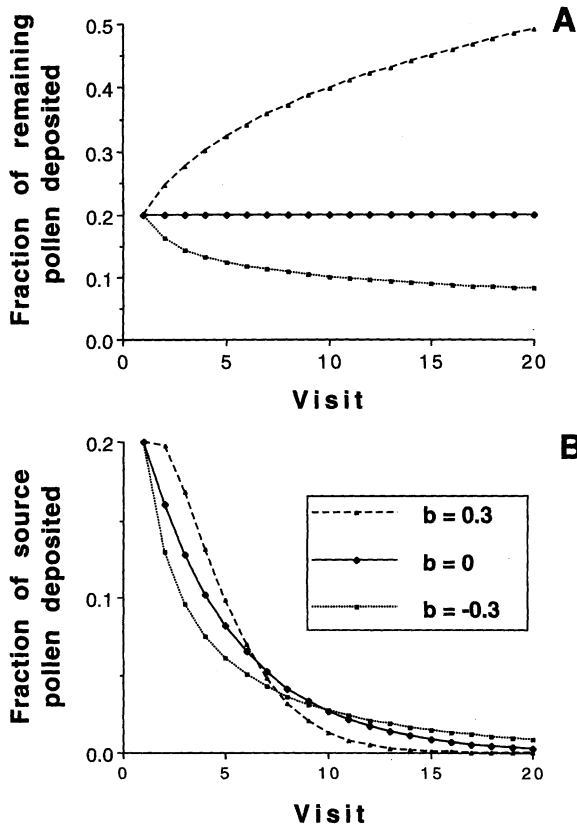 A
Fraction of remaining
pollen deposited
0.5
0.4
0.3
0.2
0.1
0.0
0 5 10 15 20
Visit
B
Fraction of source
pollen deposited
0.2
0.1
0.0
b = 0.3
b = 0
b = -0.3
0 5 10 15 20
Visit